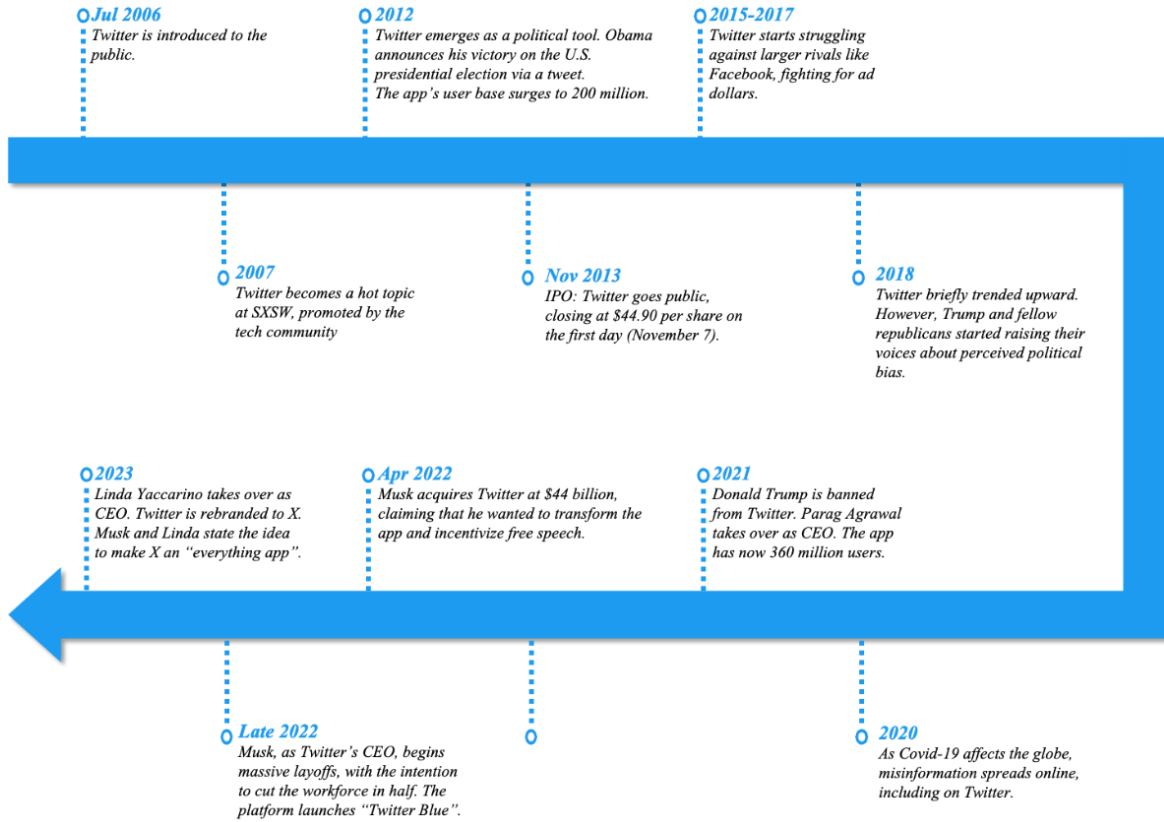 Jul 2006
Twitter is introduced to the
public.
2012
Twitter emerges as a political tool. Obama
announces his victory on the U.S.
presidential election via a tweet.
The app's user base surges to 200 million.
2015-2017
Twitter starts struggling
against larger rivals like
Facebook, fighting for ad
dollars.
2007
Twitter becomes a hot topic
at SXSW, promoted by the
tech community
Nov 2013
IPO: Twitter goes public,
closing at $44.90 per share on
the first day (November 7).
2018
Twitter briefly trended upward.
However, Trump and fellow
republicans started raising their
voices about perceived political
bias.
2023
Linda Yaccarino takes over as
CEO. Twitter is rebranded to X.
Musk and Linda state the idea
to make X an “everything app”.
Apr 2022
Musk acquires Twitter at $44 billion,
claiming that he wanted to transform the
app and incentivize free speech.
2021
Donald Trump is banned
from Twitter. Parag Agrawal
takes over as CEO. The app
has now 360 million users.
Late 2022
Musk, as Twitter’s CEO, begins
massive layoffs, with the intention
to cut the workforce in half. The
platform launches “Twitter Blue”.
2020
As Covid-19 affects the globe,
misinformation spreads online,
including on Twitter.